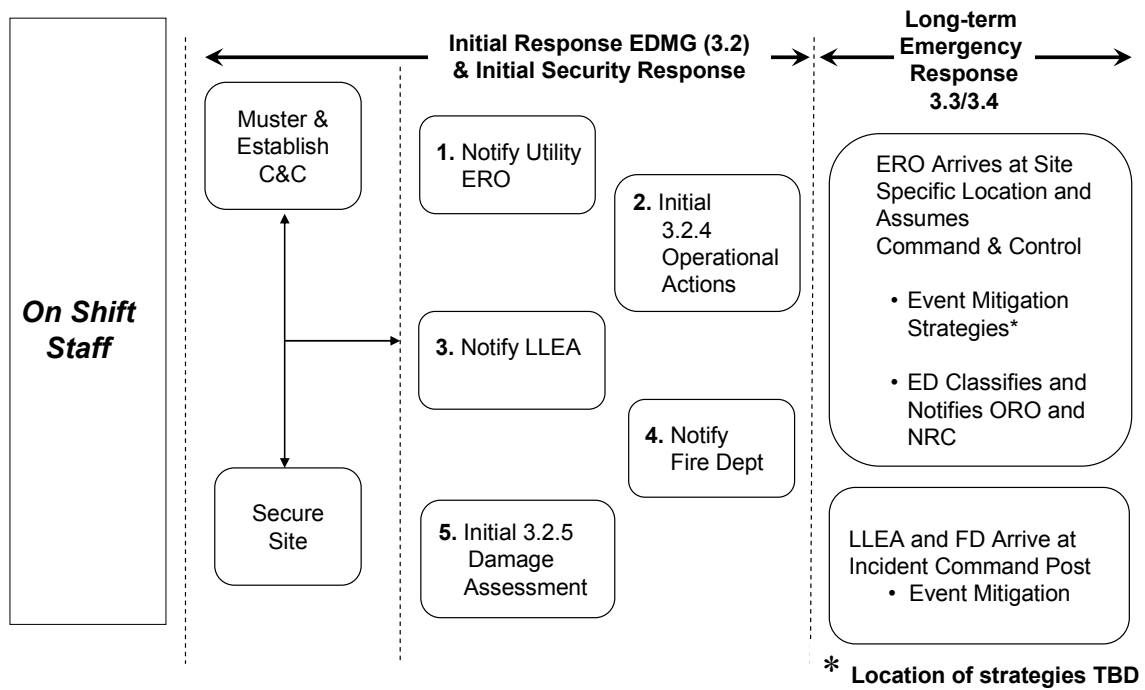 On Shift
Staff
Initial Response EDMG (3.2)
& Initial Security Response
Long-term
Emergency
Response
3.3/3.4
Muster &
Establish
C&C
Secure
Site
1. Notify Utility
ERO
2. Initial
3.2.4
Operational
Actions
3. Notify LLEA
4. Notify
Fire Dept
5. Initial 3.2.5
Damage
Assessment
ERO Arrives at Site
Specific Location and
Assumes
Command & Control
• Event Mitigation
Strategies*
• ED Classifies and
Notifies ORO and
NRC
LLEA and FD Arrive at
Incident Command Post
• Event Mitigation
* Location of strategies TBD